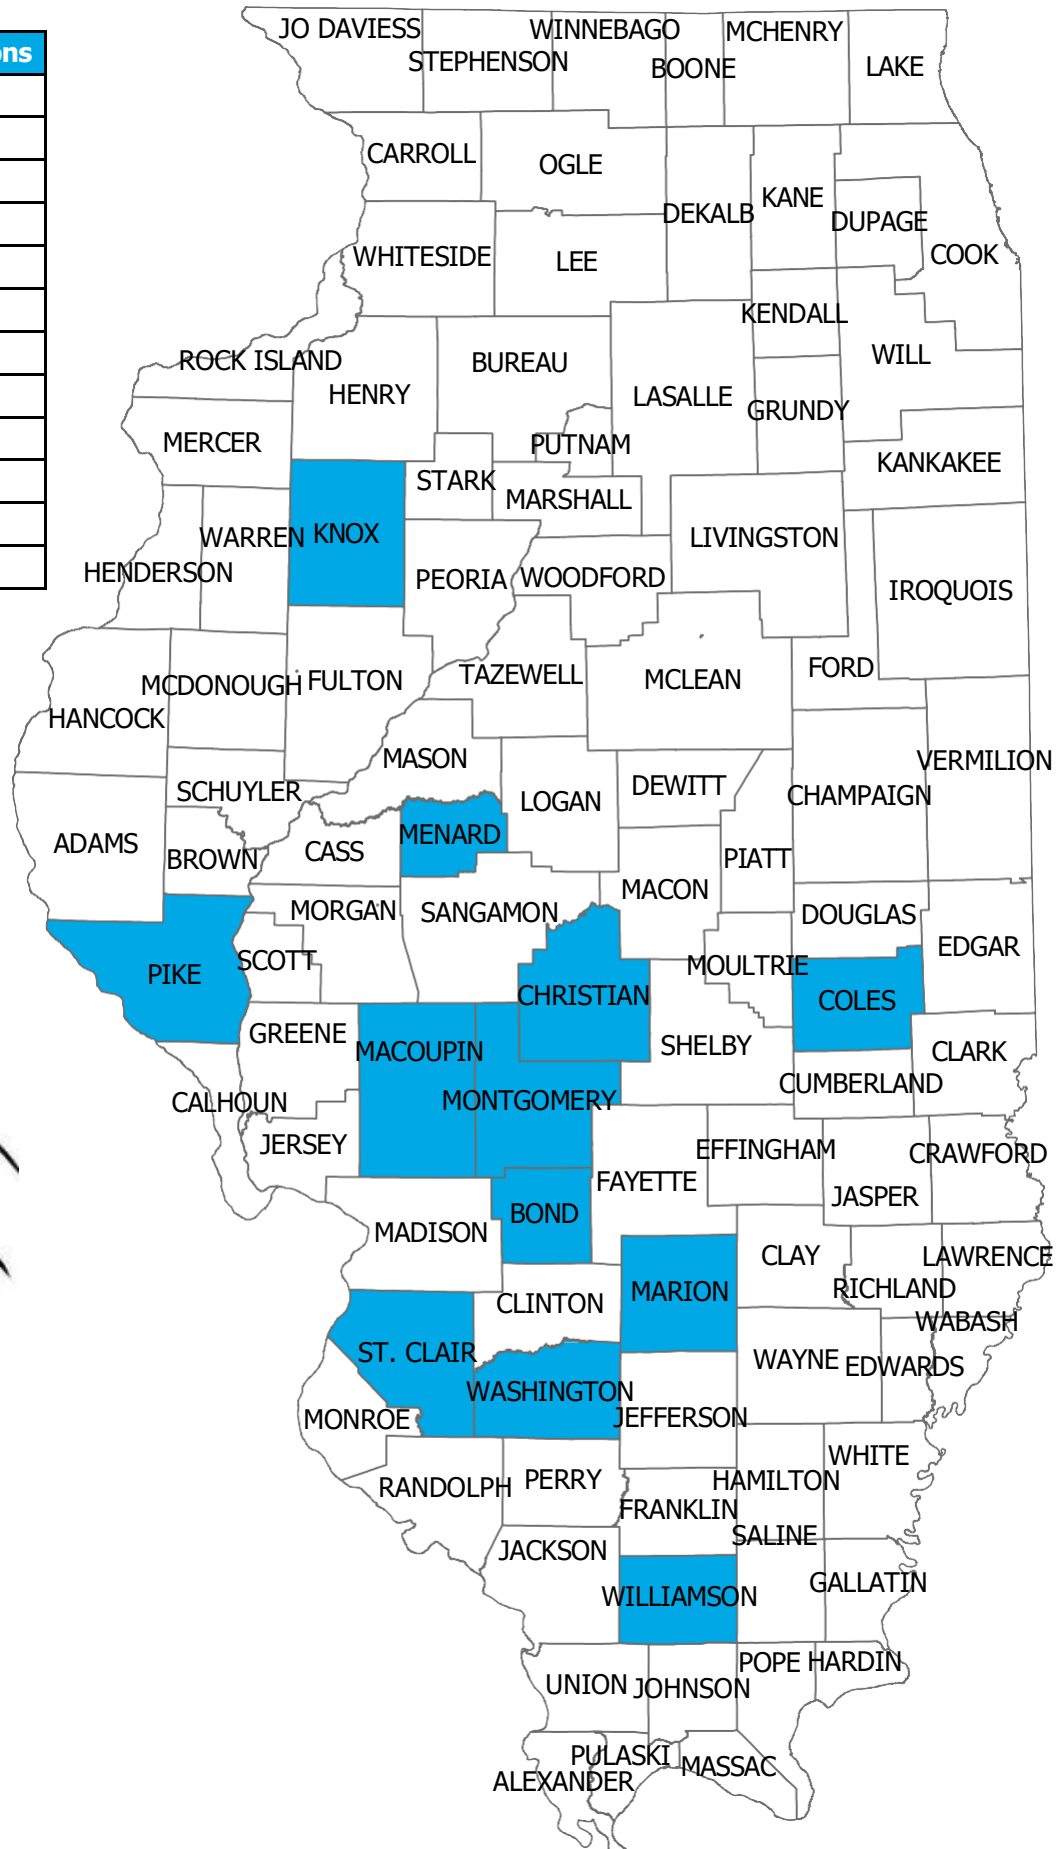 ons
JO DAVIESS
STEPHENSON
WINNEBAGO
BOONE
MCHENRY
LAKE
CARROLL
OGLE
DEKALB
KANE
DUPAGE
COOK
WHITESIDE
LEE
KENDALL
WILL
ROCK ISLAND
HENRY
BUREAU
LASALLE
GRUNDY
MERCER
PUTNAM
KANKAKEE
STARK
MARSHALL
WARREN
KNOX
LIVINGSTON
HENDERSON
PEORIA
WOODFORD
IROQUOIS
MCDONOUGH
FULTON
TAZEWELL
MCLEAN
FORD
HANCOCK
MASON
VERMILION
SCHUYLER
LOGAN
DEWITT
CHAMPAIGN
ADAMS
BROWN
CASS
MENARD
PIATT
MORGAN
SANGAMON
MACON
DOUGLAS
PIKE
SCOTT
CHRISTIAN
MOULTRIE
COLES
EDGAR
GREENE
MACOUPIN
SHELBY
CLARK
CALHOUN
MONTGOMERY
CUMBERLAND
JERSEY
FAYETTE
EFFINGHAM
CRAWFORD
JASPER
MADISON
BOND
CLAY
LAWRENCE
RICHLAND
CLINTON
MARION
WABASH
ST. CLAIR
WAYNE
EDWARDS
WASHINGTON
MONROE
JEFFERSON
WHITE
RANDOLPH
PERRY
HAMILTON
FRANKLIN
SALINE
JACKSON
WILLIAMSON
GALLATIN
UNION
JOHNSON
POPE
HARDIN
PULASKI
MASSAC
ALEXANDER